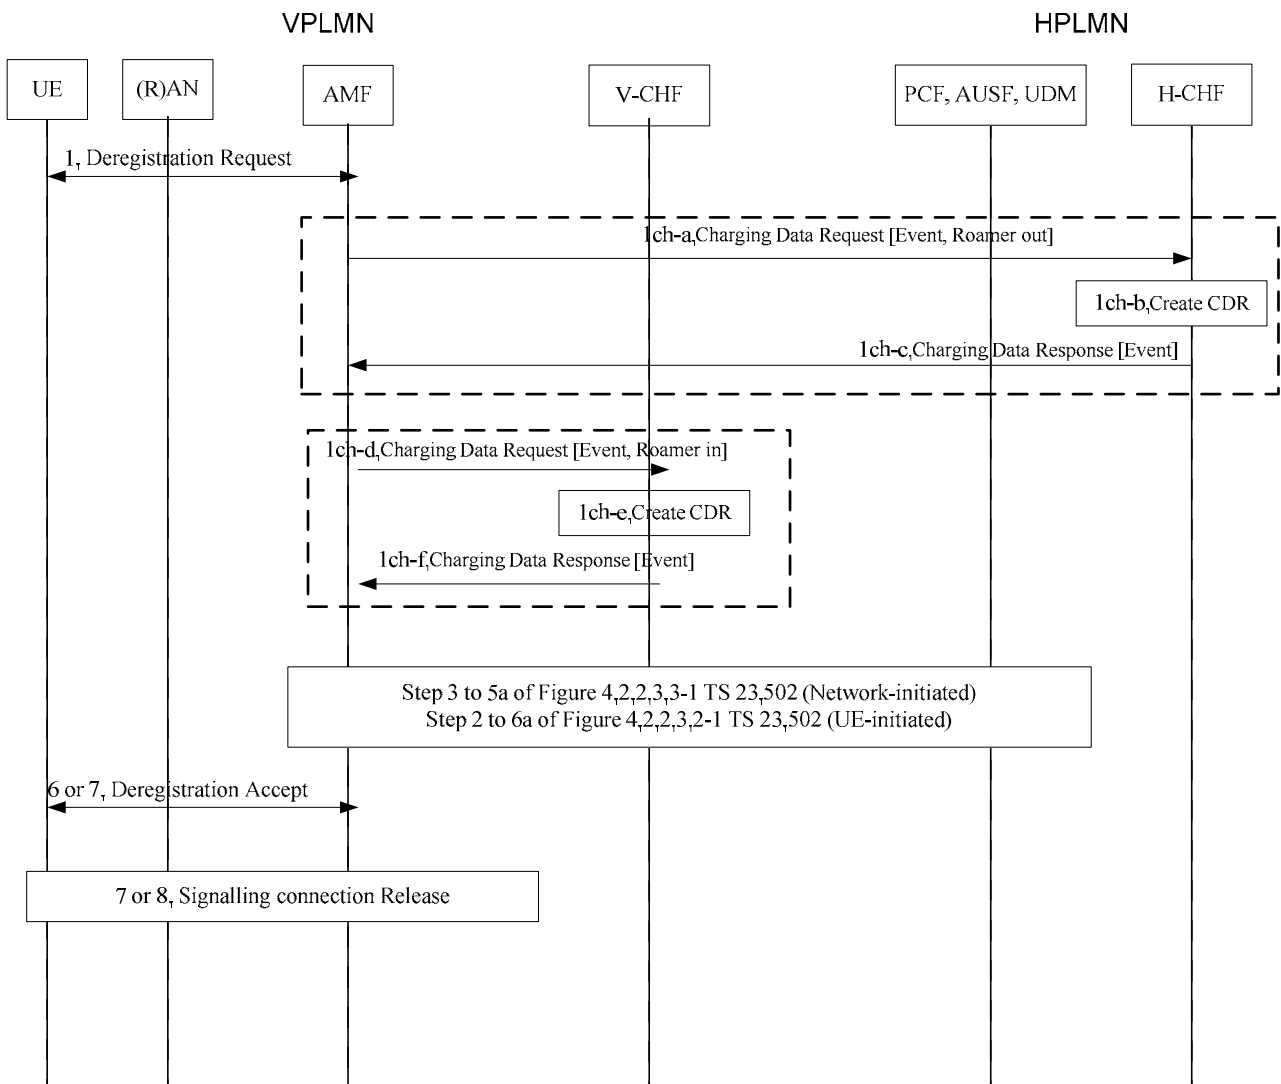 VPLMN
HPLMN
UE
(R)AN
AMF
V-CHF
PCF, AUSF, UDM
H-CHF
1, Deregistration Request
1ch-a,Charging Data Request [Event, Roamer out]
1ch-b,Create CDR
1ch-c,Charging Data Response [Event]
1ch-d,Charging Data Request [Event, Roamer in]
1ch-e,Create CDR
1ch-f,Charging Data Response [Event]
Step 3 to 5a of Figure 4,2,2,3,3-1 TS 23,502 (Network-initiated)
Step 2 to 6a of Figure 4,2,2,3,2-1 TS 23,502 (UE-initiated)
6 or 7, Deregistration Accept
7 or 8, Signalling connection Release